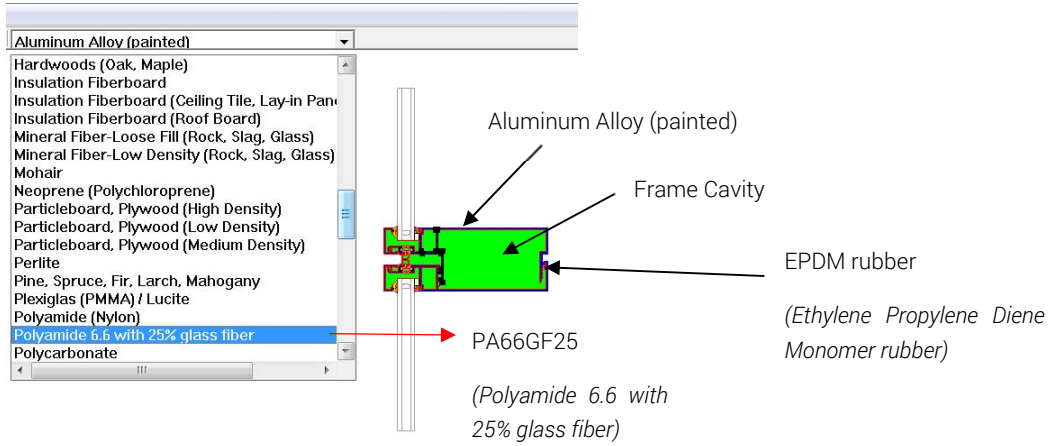 Aluminum Alloy (painted)
Hardwoods (Oak, Maple)
Insulation Fiberboard
Insulation Fiberboard (Ceiling Tile, Lay-in Pane
Insulation Fiberboard (Roof Board)
Mineral Fiber-Loose Fill (Rock, Slag, Glass)
Mineral Fiber-Low Density (Rock, Slag, Glass)
Mohair
Neoprene (Polychloroprene)
Particleboard, Plywood (High Density)
Particleboard, Plywood (Low Density)
Particleboard, Plywood (Medium Density)
Perlite
Pine, Spruce, Fir, Larch, Mahogany
Plexiglas (PMMA) / Lucite
Polyamide (Nylon)
Polyamide 6.6 with 25% glass fiber
Polycarbonate
Aluminum Alloy (painted)
Frame Cavity
EPDM rubber
(Ethylene Propylene Diene
Monomer rubber)
PA66GF25
(Polyamide 6.6 with
25% glass fiber)